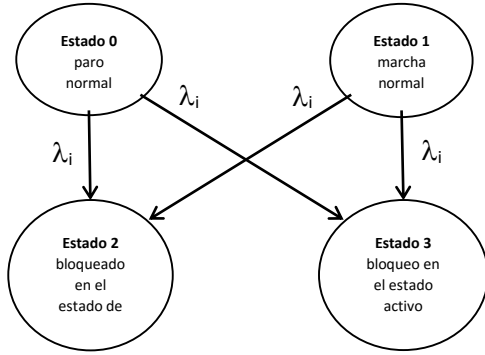 Estado 0
paro
normal
Estado 1
marcha
normal
λi
λi
λi
λi
Estado 2
bloqueado
en el
estado de
Estado 3
bloqueo en
el estado
activo